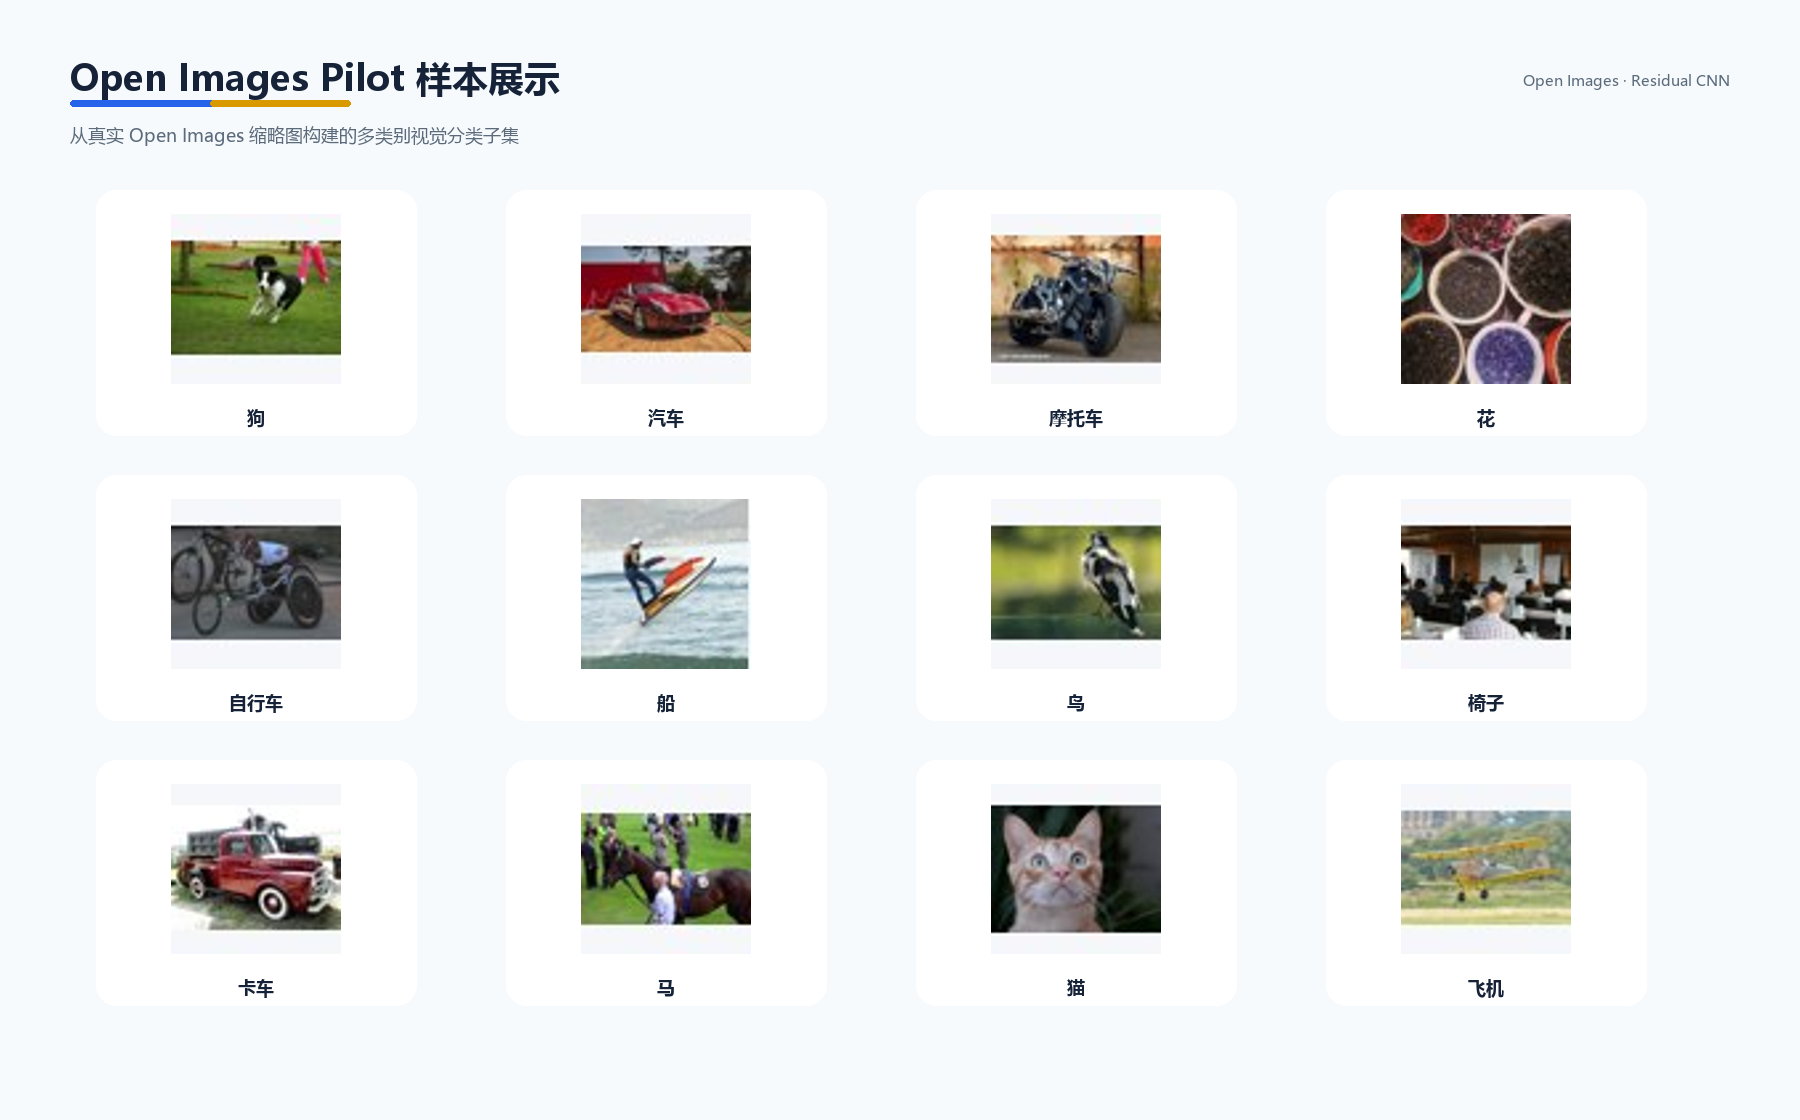 Open Images Pilot 样本展示
Open Images · Residual CNN
从真实 Open Images 缩略图构建的多类别视觉分类子集
狗
汽车
摩托车
花
自行车
船
鸟
椅子
卡车
马
猫
飞机